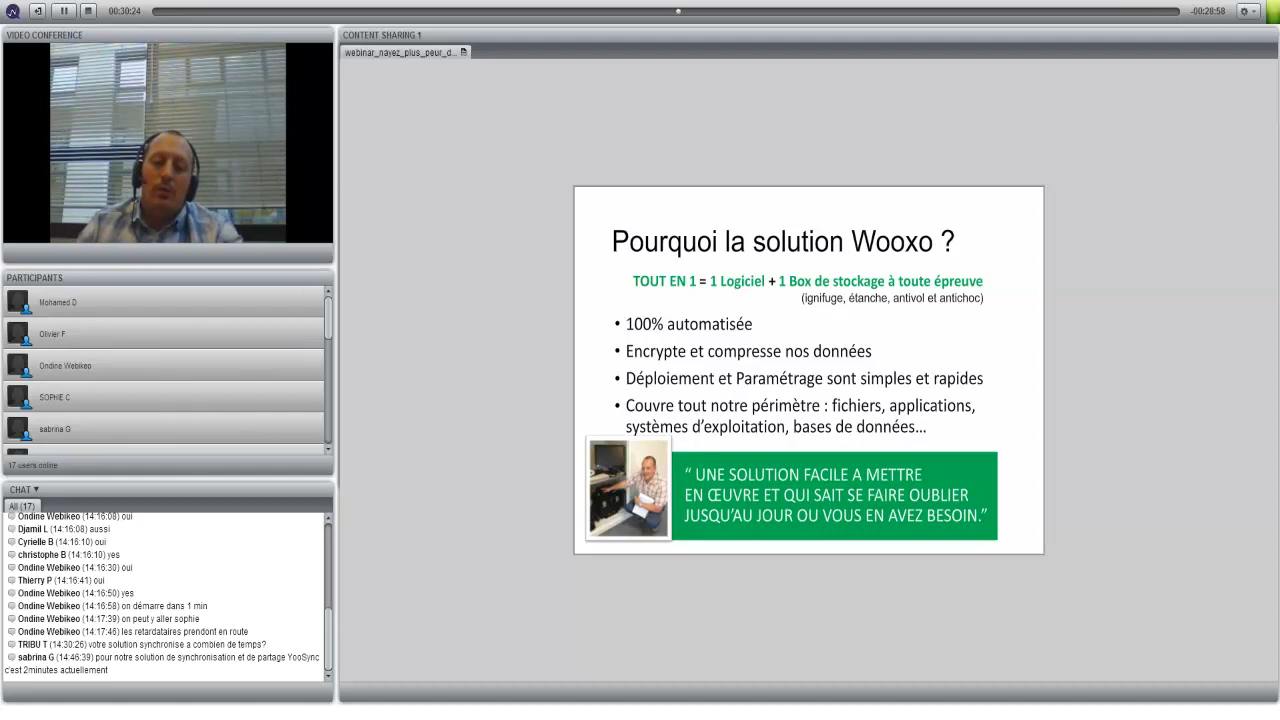 00:30:24
-00:28:58
VIDEO CONFERENCE
CONTENT SHARING 1
webinar_nayez_plus_peur_d...
PARTICIPANTS
Mohamed D
Olivier F
Ondine Webikeo
SOPHIE C
sabrina G
17 users online
CHAT
All (17)
Ondine Webikeo (14:16:08) oui
Djamil L (14:16:08) aussi
Cyrielle B (14:16:10) oui
christophe B (14:16:10) yes
Ondine Webikeo (14:16:30) oui
Thierry P (14:16:41) oui
Ondine Webikeo (14:16:50) yes
Ondine Webikeo (14:16:58) on démarre dans 1 min
Ondine Webikeo (14:17:39) on peut y aller sophie
Ondine Webikeo (14:17:46) les retardataires prendont en route
TRIBU T (14:30:26) votre solution synchronise a combien de temps?
sabrina G (14:46:39) pour notre solution de synchronisation et de partage YooSync
c'est 2minutes actuellement
Pourquoi la solution Wooxo ?
TOUT EN 1 = 1 Logiciel + 1 Box de stockage à toute épreuve
(ignifuge, étanche, antivol et antichoc)
• 100% automatisée
• Encrypte et compresse nos données
• Déploiement et Paramétrage sont simples et rapides
• Couvre tout notre périmètre : fichiers, applications,
systèmes d'exploitation, bases de données...
“ UNE SOLUTION FACILE A METTRE
EN ŒUVRE ET QUI SAIT SE FAIRE OUBLIER
JUSQU'AU JOUR OU VOUS EN AVEZ BESOIN.”